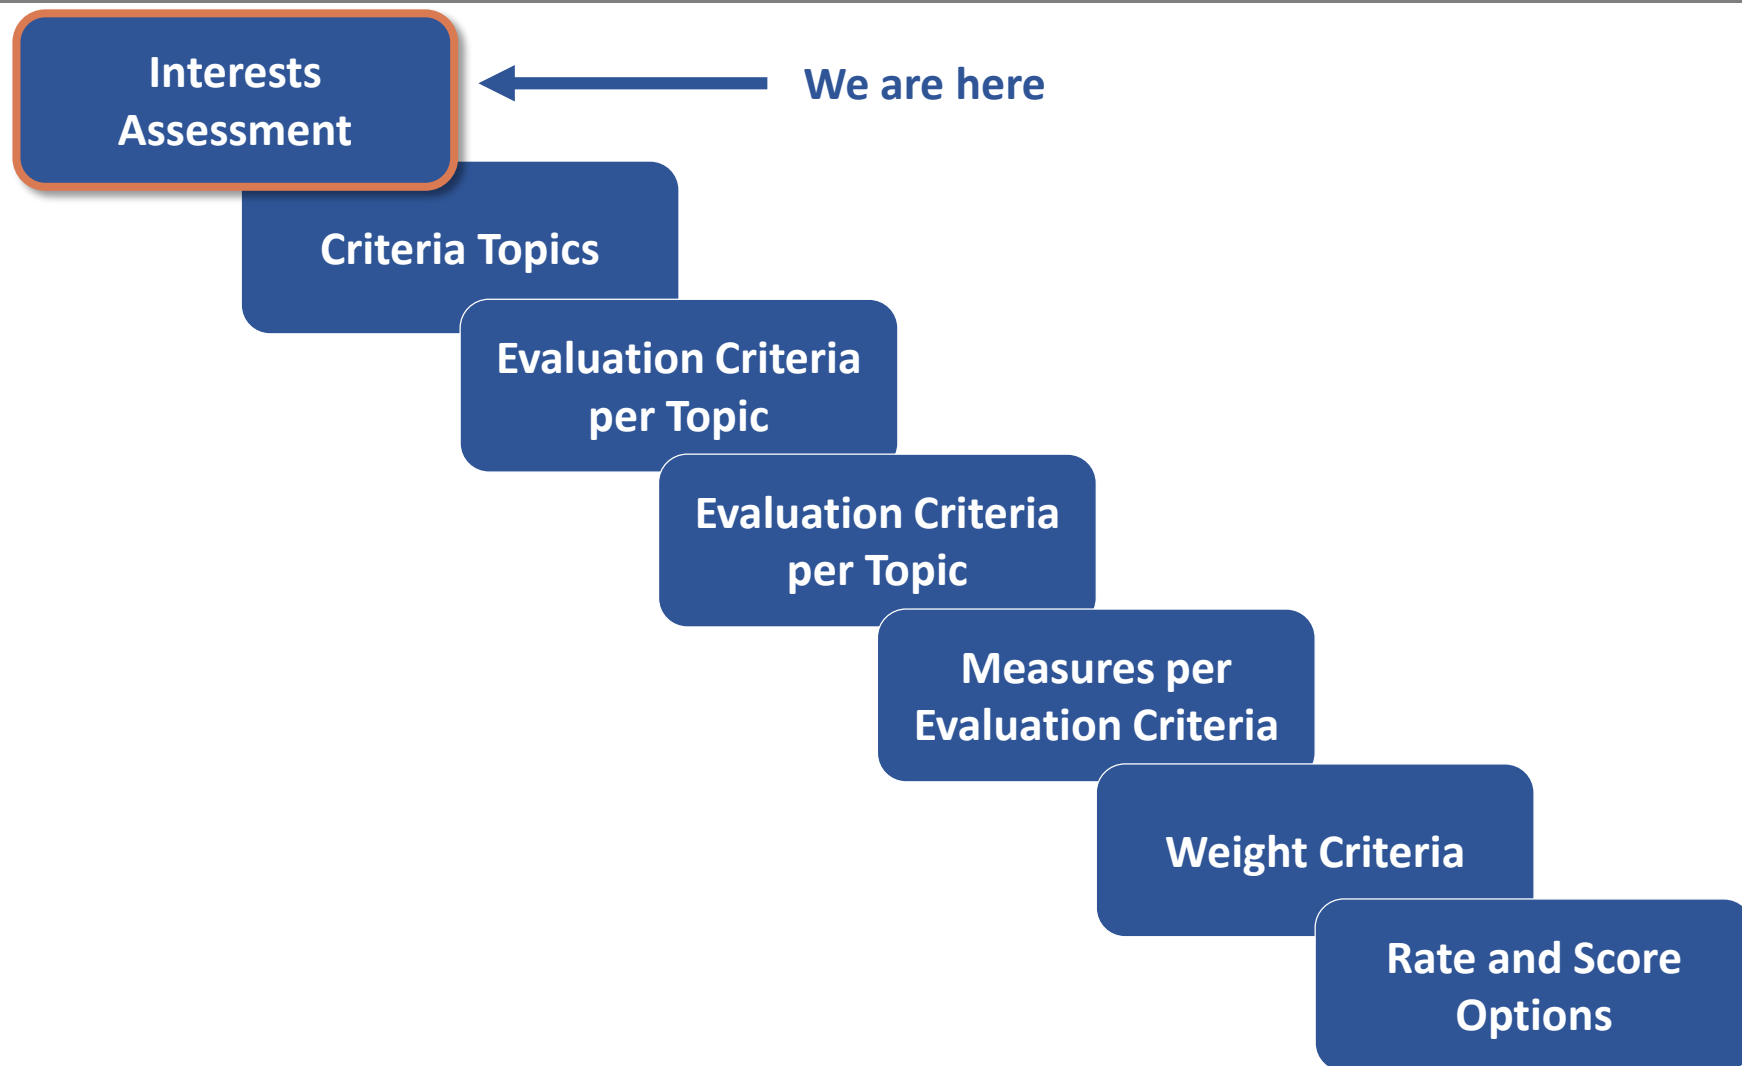 Interests
Assessment
We are here
Criteria Topics
Evaluation Criteria
per Topic
Evaluation Criteria
per Topic
Measures per
Evaluation Criteria
Weight Criteria
Rate and Score
Options